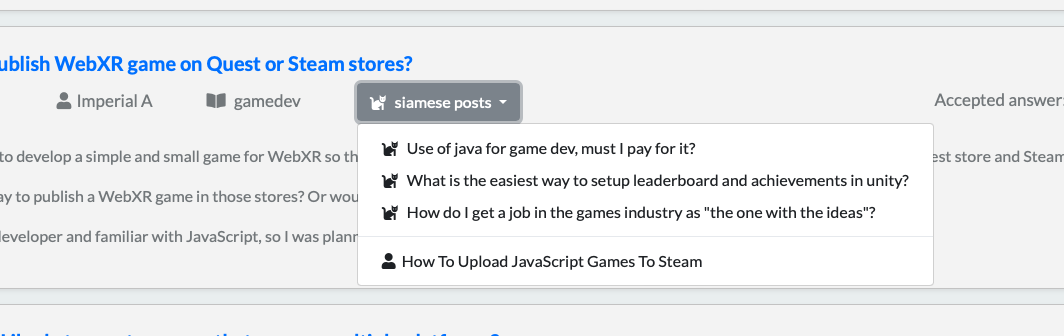 ublish WebXR game on Quest or Steam stores?
Imperial A gamedev siamese posts Accepted answer:
to develop a simple and small game for WebXR so th
Use of java for game dev, must I pay for it?
est store and Steam
What is the easiest way to setup leaderboard and achievements in unity?
ay to publish a WebXR game in those stores? Or wou
How do I get a job in the games industry as "the one with the ideas"?
eveloper and familiar with JavaScript, so I was plann
How To Upload JavaScript Games To Steam